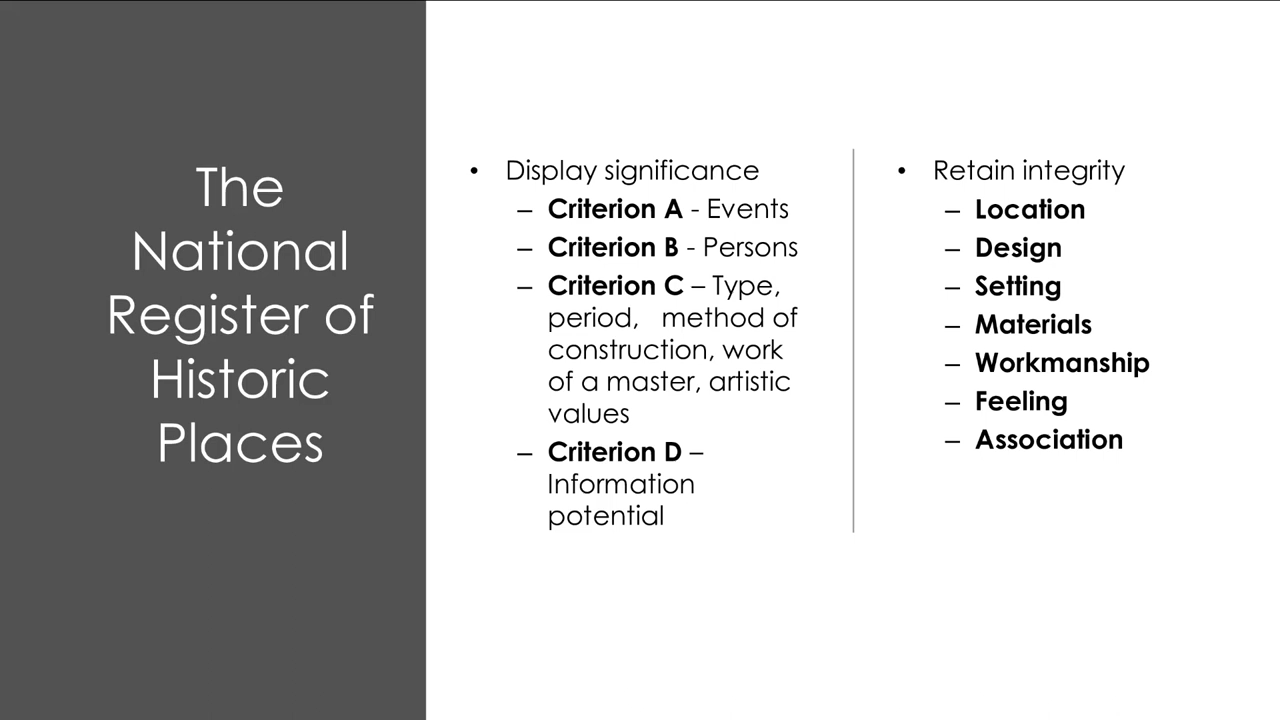 The
National
Register of
Historic
Places
• Display significance
– Criterion A - Events
– Criterion B - Persons
– Criterion C – Type,
period, method of
construction, work
of a master, artistic
values
– Criterion D –
Information
potential
• Retain integrity
– Location
– Design
– Setting
– Materials
– Workmanship
– Feeling
– Association